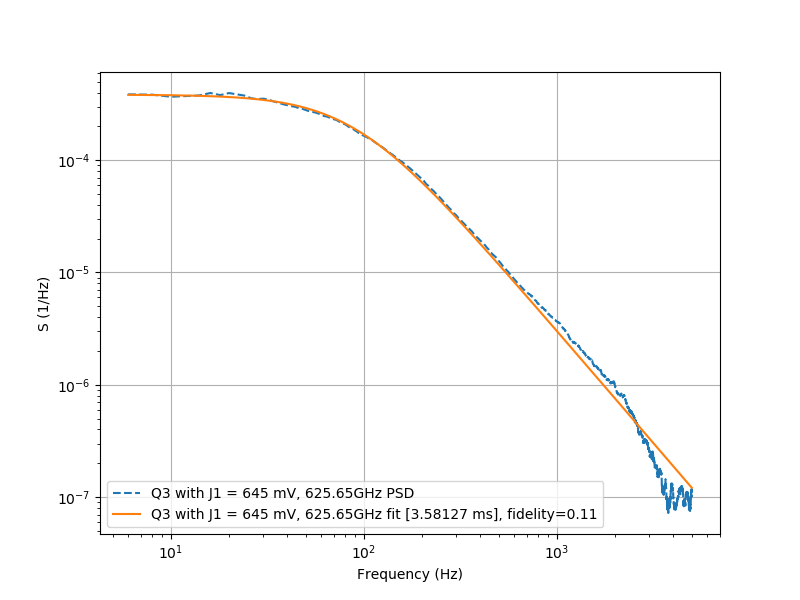 10⁻⁴
10⁻⁵
10⁻⁶
10⁻⁷
S (1/Hz)
Q3 with J1 = 645 mV, 625.65GHz PSD
Q3 with J1 = 645 mV, 625.65GHz fit [3.58127 ms], fidelity=0.11
10¹ 10² 10³
Frequency (Hz)